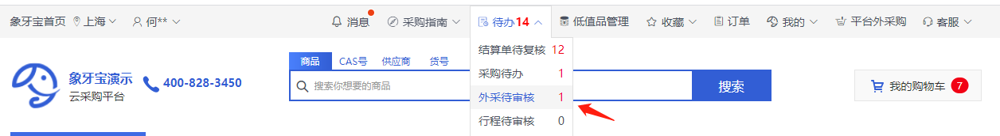 象牙宝首页 上海 何** 消息 采购指南 待办14 低值品管理 收藏 订单 我的 平台外采购 客服
结算单待复核 12
采购待办 1
外采待审核 1
行程待审核 0
商品 CAS号 供应商 货号
象牙宝演示
云采购平台
400-828-3450
搜索你想要的商品
搜索
我的购物车 7